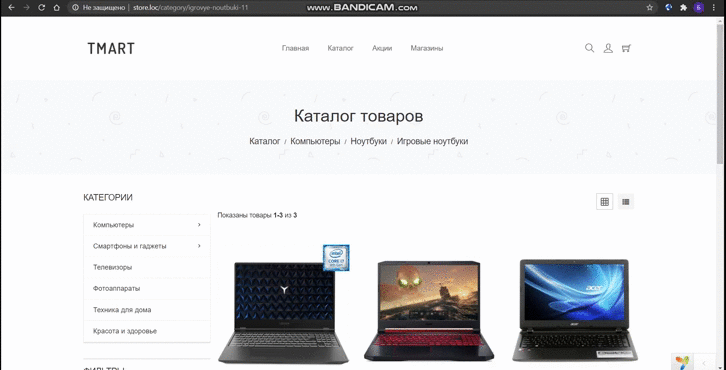 Не защищено | store.loc/category/igrovye-noutbuki-11
www.BANDICAM.com
Б
TMART
Главная Каталог Акции Магазины
Каталог товаров
Каталог / Компьютеры / Ноутбуки / Игровые ноутбуки
КАТЕГОРИИ
Показаны товары 1-3 из 3
Компьютеры
Смартфоны и гаджеты
Телевизоры
Фотоаппараты
Техника для дома
Красота и здоровье
ФИЛЬТРЫ
intel
CORE i7
acer